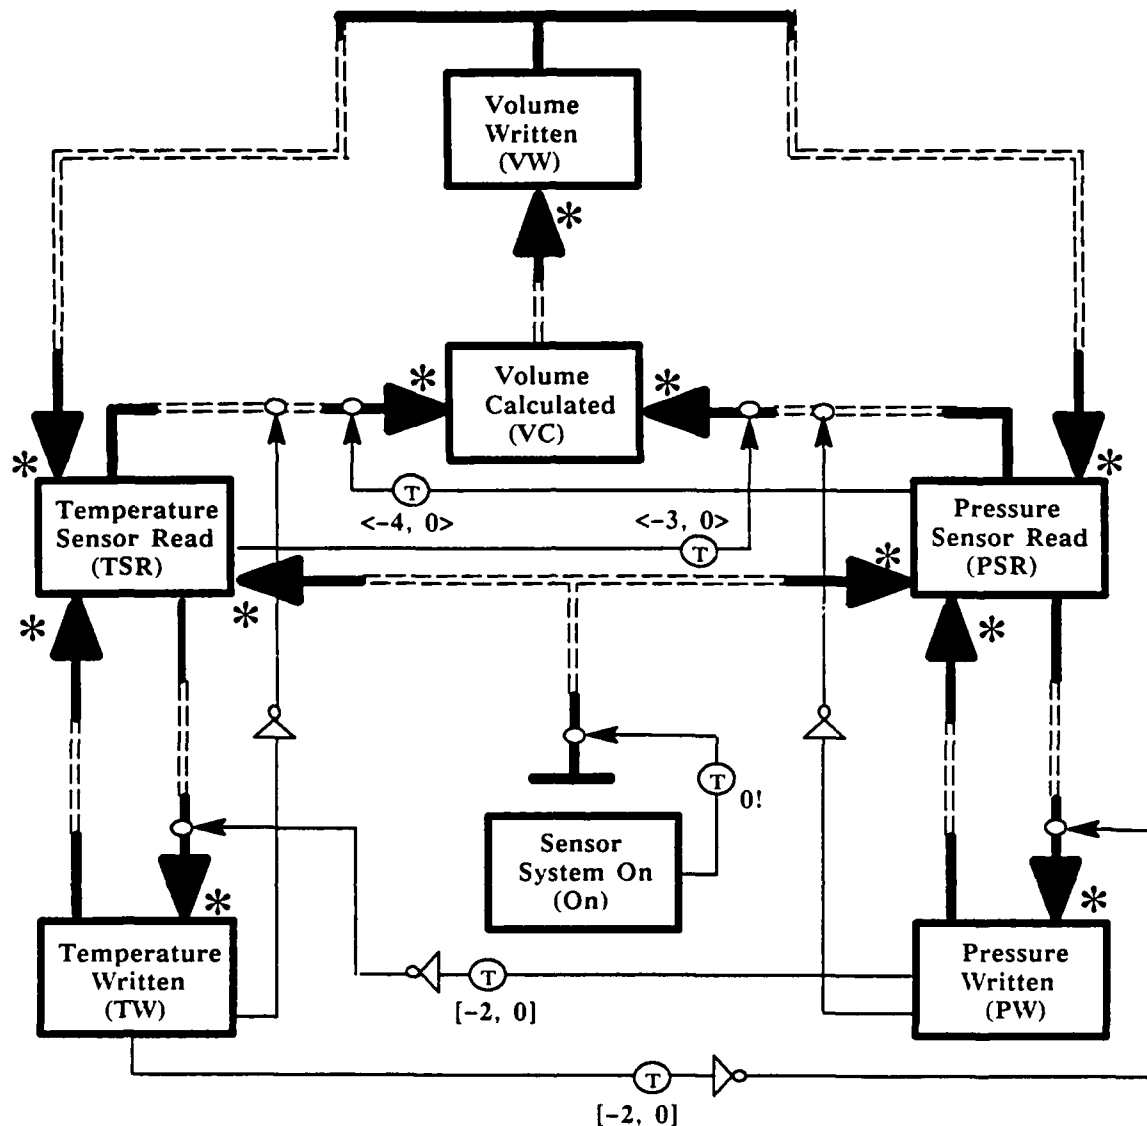 Volume
Written
(VW)
*
Volume
Calculated
(VC)
*
*
*
*
Temperature
Sensor Read
(TSR)
T
<-4, 0>
<-3, 0>
T
Pressure
Sensor Read
(PSR)
*
*
*
*
T
0!
Sensor
System On
(On)
*
*
Temperature
Written
(TW)
T
[-2, 0]
Pressure
Written
(PW)
T
[-2, 0]